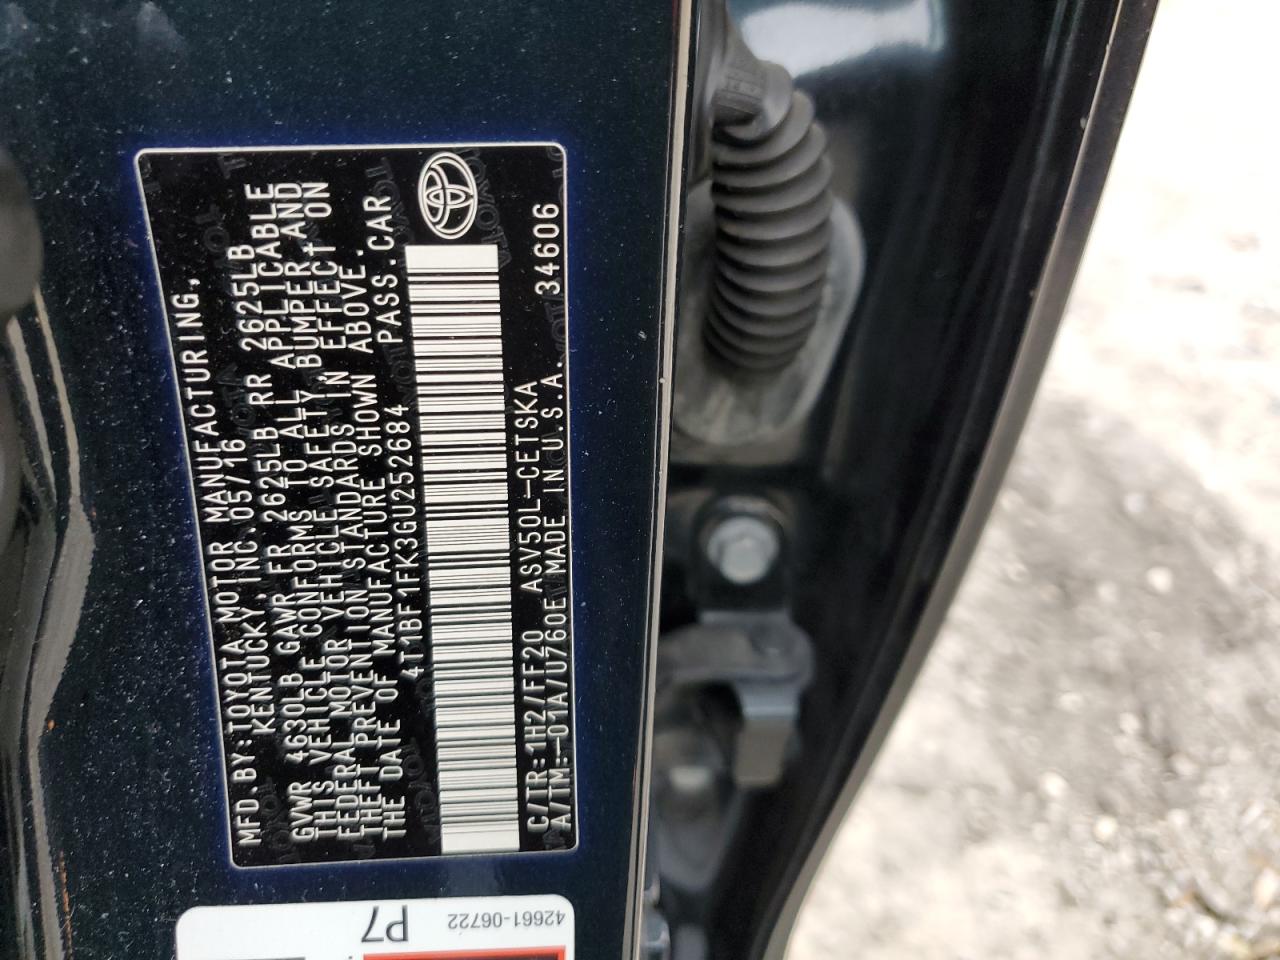 MFD.BY:TOYOTA MOTOR MANUFACTURING,
KENTUCKY,INC. 05/16
GVWR 4630LB GAWR FR 2625LB RR 2625LB
THIS VEHICLE CONFORMS TO ALL APPLICABLE
FEDERAL MOTOR VEHICLE SAFETY, BUMPER, AND
THEFT PREVENTION STANDARDS IN EFFECT ON
THE DATE OF MANUFACTURE SHOWN ABOVE.
4T1BF1FK3GU252684 PASS.CAR
C/TR:1H2/FF20 ASV50L-CETSKA
A/TM:-01A/U760E MADE IN U.S.A. 34606
42661-06722
P7